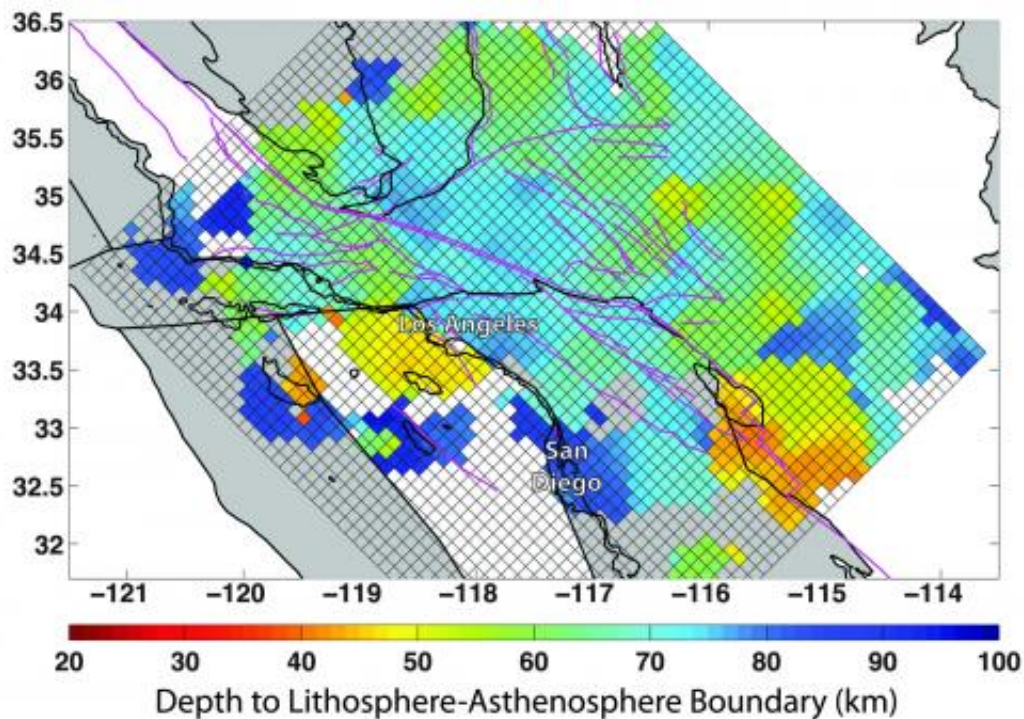 36.5
36
35.5
35
34.5
34
33.5
33
32.5
32
Los Angeles
San
Diego
−121 −120 −119 −118 −117 −116 −115 −114
20 30 40 50 60 70 80 90 100
Depth to Lithosphere-Asthenosphere Boundary (km)